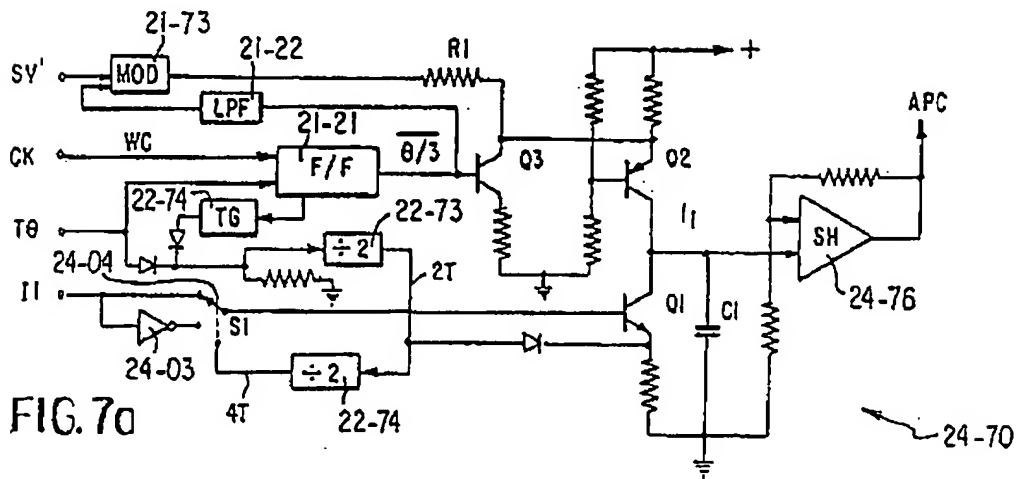 21-73
21-22
R1
+
SY'
MOD
LPF
APC
21-21
CK
WC
F/F
θ/3
Q3
Q2
22-74
TG
22-73
I1
SH
Tθ
÷2
24-04
2T
24-76
I1
S1
Q1
C1
24-03
÷2
4T
22-74
24-70
FIG. 7a